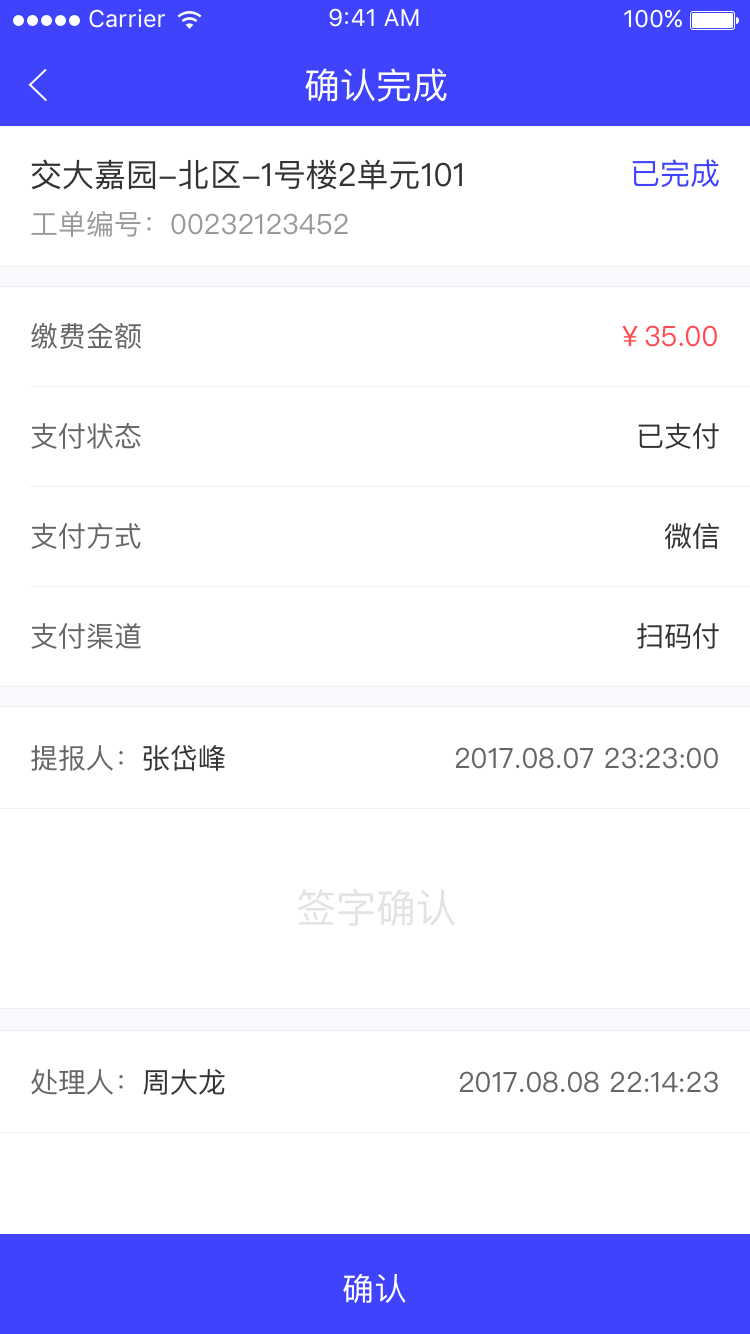 Carrier 9:41 AM 100%
确认完成
交大嘉园-北区-1号楼2单元101 已完成
工单编号：00232123452
缴费金额 ¥35.00
支付状态 已支付
支付方式 微信
支付渠道 扫码付
提报人：张岱峰 2017.08.07 23:23:00
签字确认
处理人：周大龙 2017.08.08 22:14:23
确认